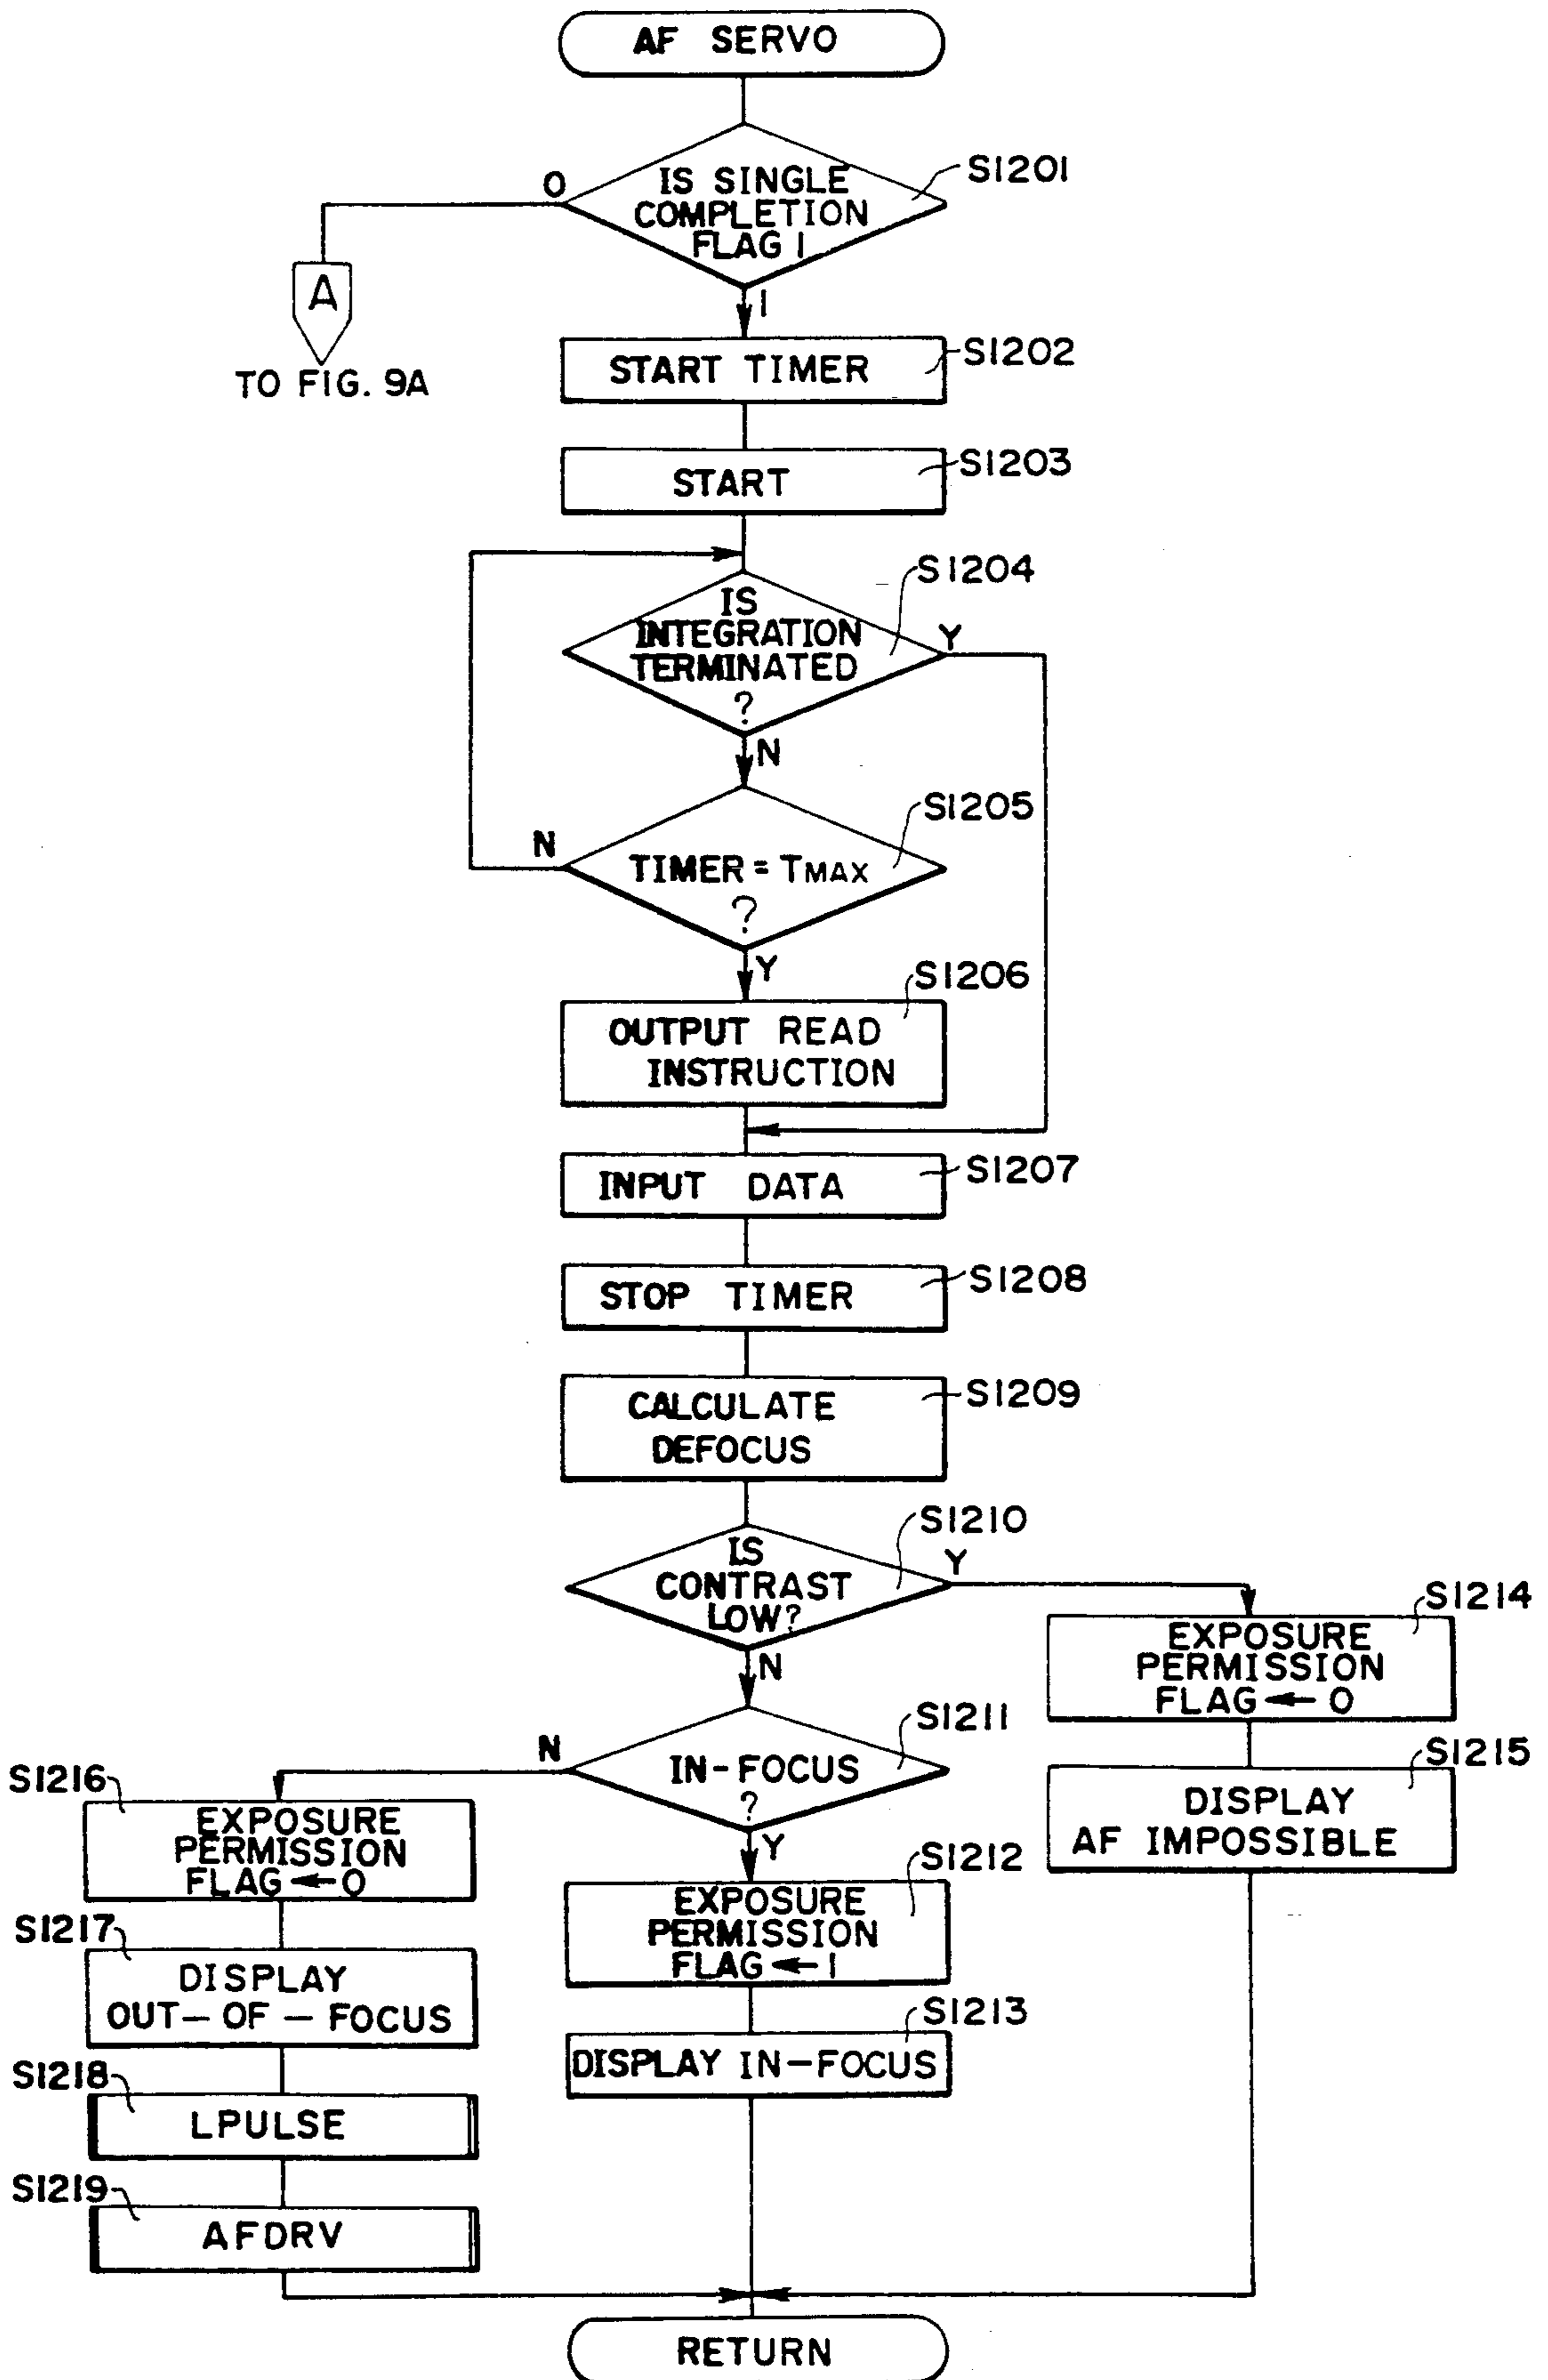 AF SERVO
S1201
O
IS SINGLE
COMPLETION
FLAG 1
1
A
TO FIG. 9A
START TIMER
S1202
START
S1203
S1204
IS
INTEGRATION
TERMINATED
?
Y
N
S1205
N
TIMER = TMAX
?
Y
S1206
OUTPUT READ
INSTRUCTION
INPUT DATA
S1207
STOP TIMER
S1208
CALCULATE
DEFOCUS
S1209
S1210
IS
CONTRAST
LOW?
Y
N
S1214
EXPOSURE
PERMISSION
FLAG ← 0
S1211
N
IN-FOCUS
?
Y
S1215
DISPLAY
AF IMPOSSIBLE
S1216
EXPOSURE
PERMISSION
FLAG ← 0
S1212
EXPOSURE
PERMISSION
FLAG ← 1
S1217
DISPLAY
OUT-OF-FOCUS
S1213
DISPLAY IN-FOCUS
S1218
LPULSE
S1219
AFDRV
RETURN